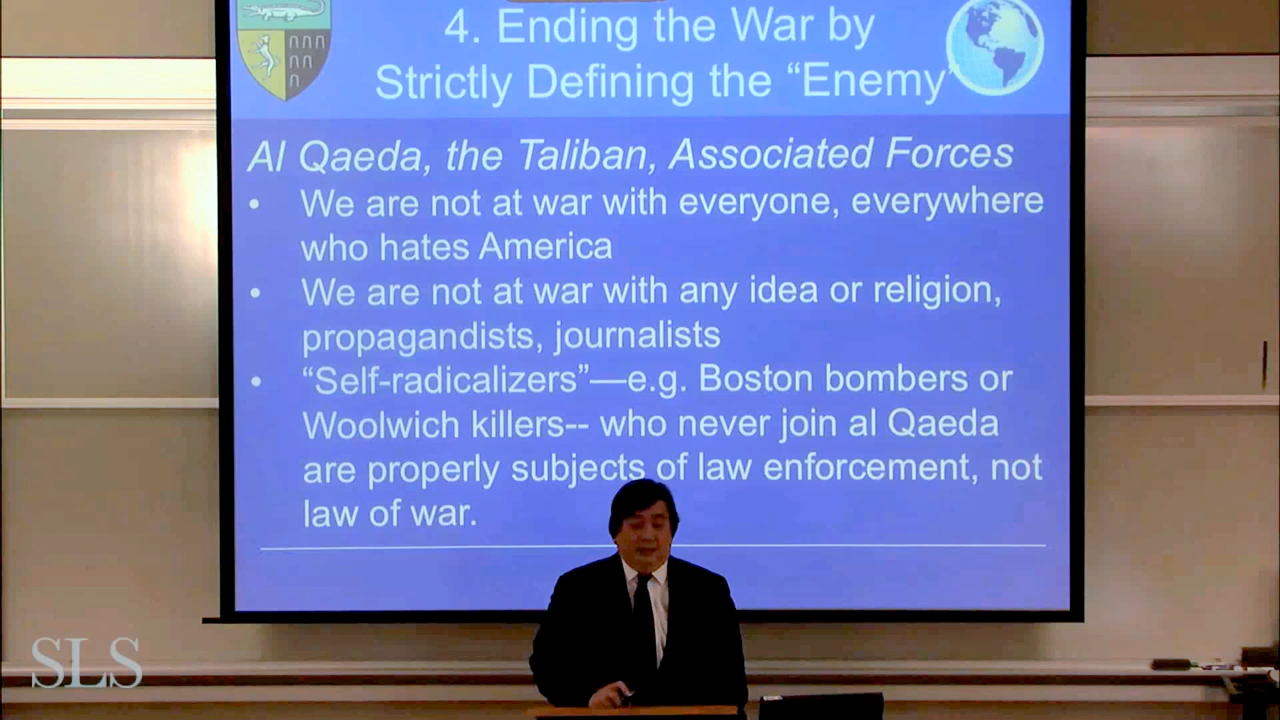 4. Ending the War by
Strictly Defining the “Enemy”
Al Qaeda, the Taliban, Associated Forces
• We are not at war with everyone, everywhere
who hates America
• We are not at war with any idea or religion,
propagandists, journalists
• “Self-radicalizers”—e.g. Boston bombers or
Woolwich killers-- who never join al Qaeda
are properly subjects of law enforcement, not
law of war.
SLS